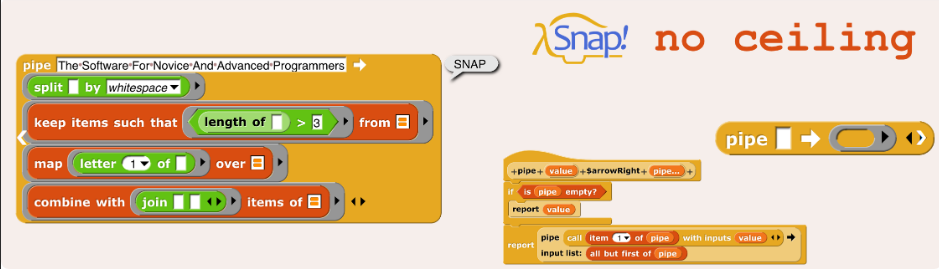 λSnap! no ceiling
pipe The Software For Novice And Advanced Programmers
SNAP
split by whitespace
keep items such that length of > 3 from
map letter 1 of over
combine with join items of
pipe
+pipe+ value +$arrowRight+ pipe... +
if is pipe empty?
report value
report pipe call item 1 of pipe with inputs value
input list: all but first of pipe